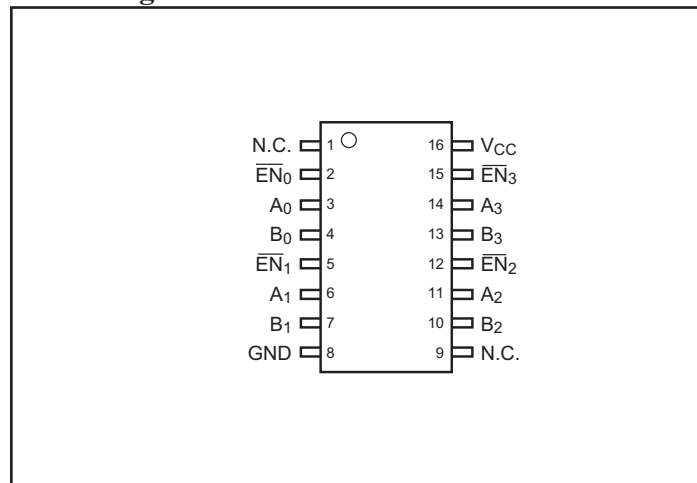 N.C. 1 16 VCC
EN0 2 15 EN3
A0 3 14 A3
B0 4 13 B3
EN1 5 12 EN2
A1 6 11 A2
B1 7 10 B2
GND 8 9 N.C.